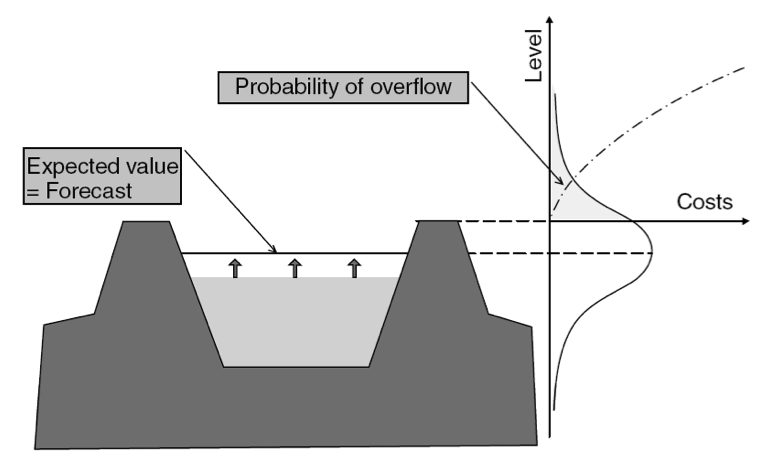 Level
Probability of overflow
Expected value
= Forecast
Costs